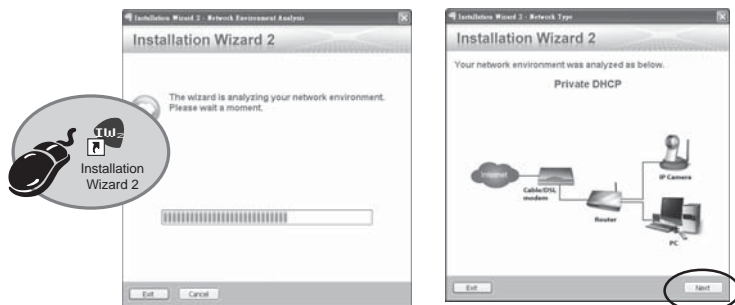 Installation Wizard 2 - Network Environment Analysis
Installation Wizard 2
The wizard is analyzing your network environment.
Please wait a moment.
IW2
Installation
Wizard 2
Exit
Cancel
Installation Wizard 2 - Network Type
Installation Wizard 2
Your network environment was analyzed as below.
Private DHCP
Internet
Cable/DSL
modem
Router
IP Camera
PC
Exit
Next